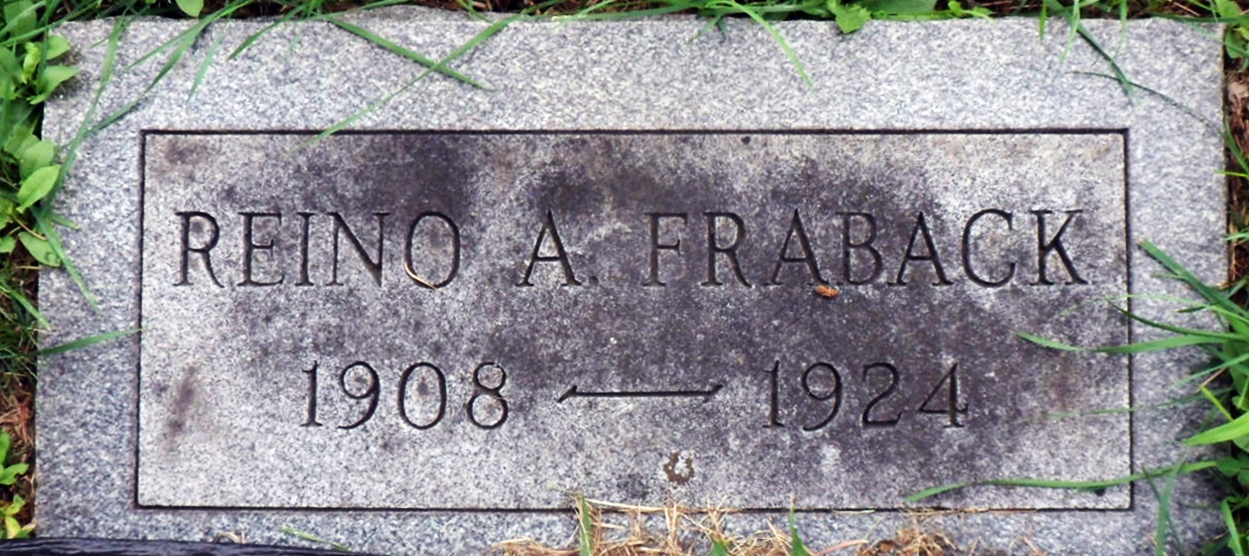 REINO A. FRABACK
1908 — 1924